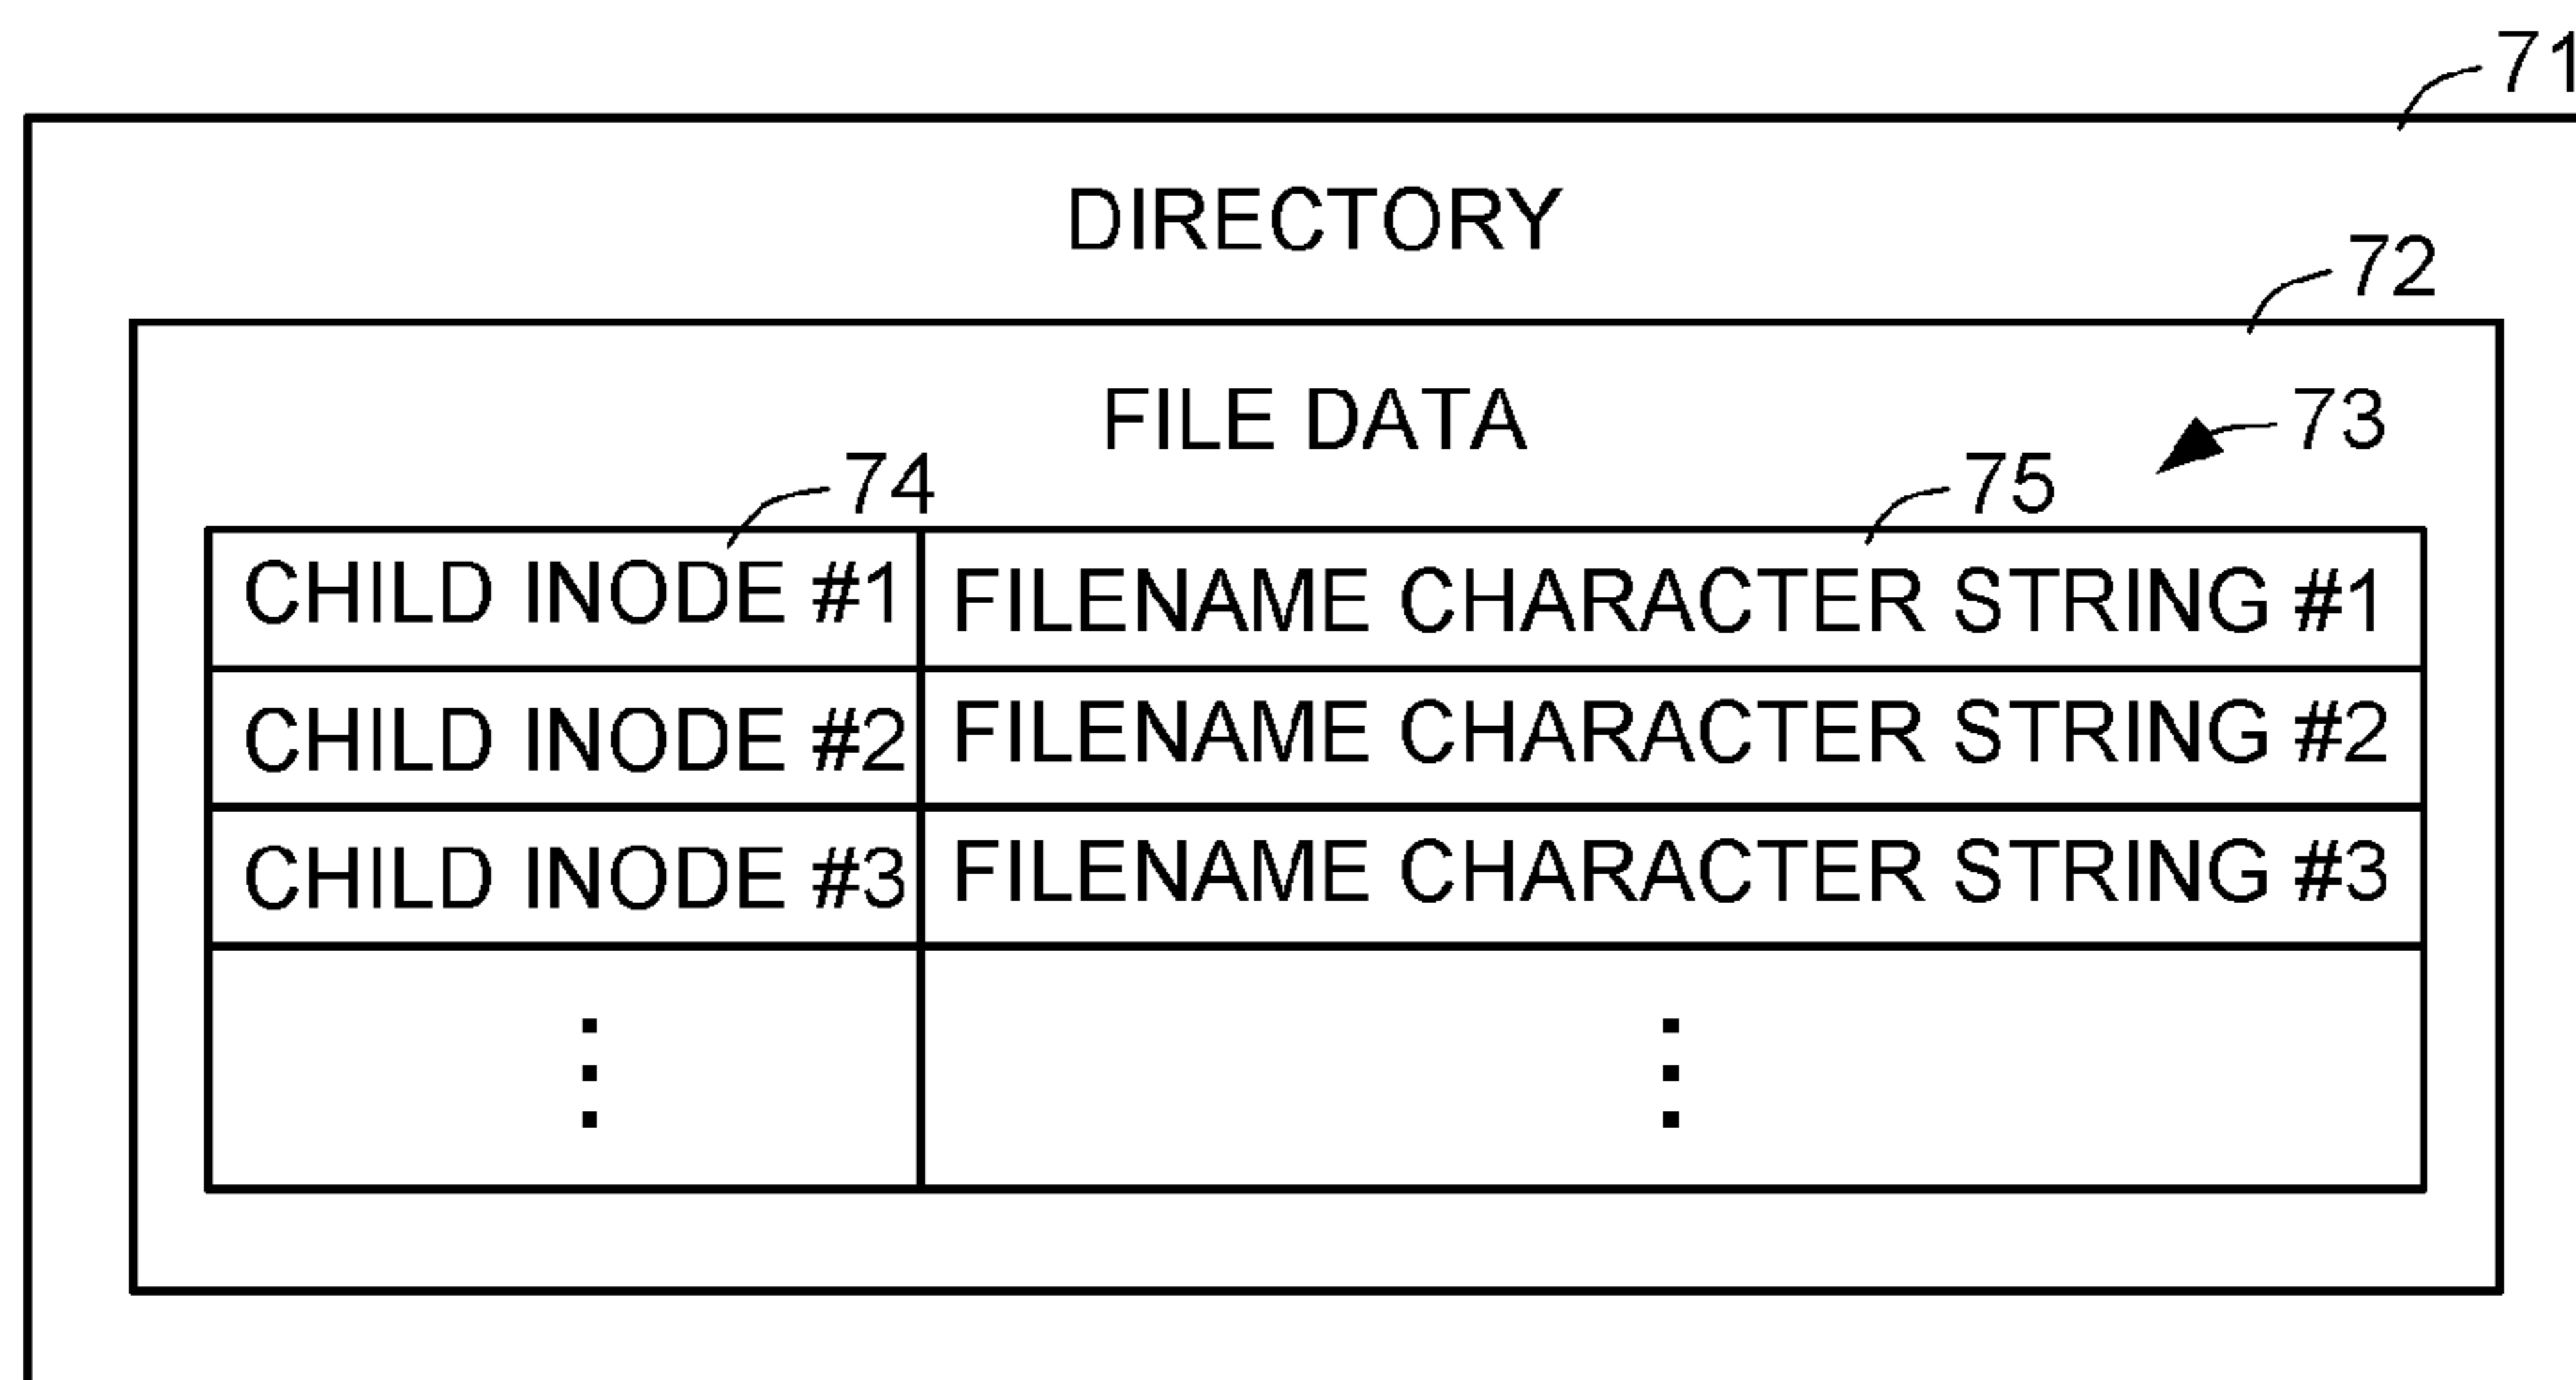 71
DIRECTORY
72
FILE DATA
73
74
75
CHILD INODE #1 FILENAME CHARACTER STRING #1
CHILD INODE #2 FILENAME CHARACTER STRING #2
CHILD INODE #3 FILENAME CHARACTER STRING #3